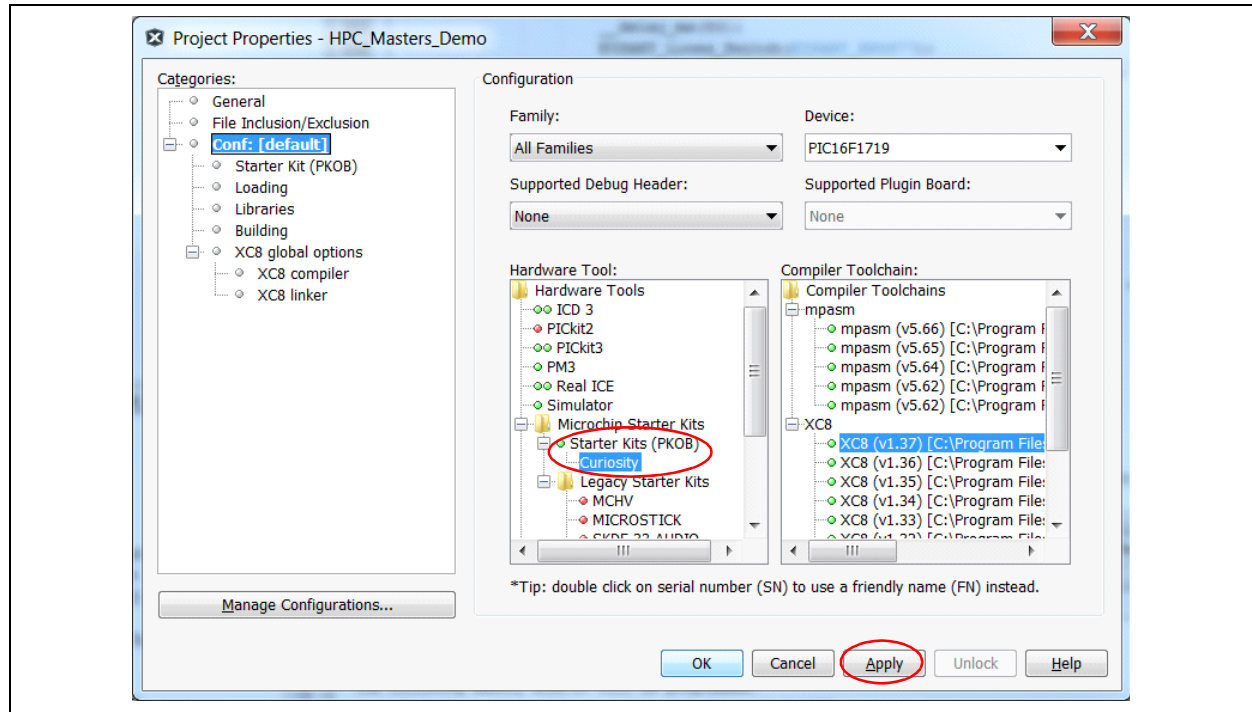 Project Properties - HPC_Masters_Demo
Categories:
General
File Inclusion/Exclusion
Conf: [default]
Starter Kit (PKOB)
Loading
Libraries
Building
XC8 global options
XC8 compiler
XC8 linker
Manage Configurations...
Configuration
Family:
Device:
All Families
PIC16F1719
Supported Debug Header:
Supported Plugin Board:
None
None
Hardware Tool:
Hardware Tools
ICD 3
PICkit2
PICkit3
PM3
Real ICE
Simulator
Microchip Starter Kits
Starter Kits (PKOB)
Curiosity
Legacy Starter Kits
MCHV
MICROSTICK
Compiler Toolchain:
Compiler Toolchains
mpasm
mpasm (v5.66) [C:\Program F
mpasm (v5.65) [C:\Program F
mpasm (v5.64) [C:\Program F
mpasm (v5.62) [C:\Program F
mpasm (v5.62) [C:\Program F
XC8
XC8 (v1.37) [C:\Program File
XC8 (v1.36) [C:\Program File
XC8 (v1.35) [C:\Program File
XC8 (v1.34) [C:\Program File
XC8 (v1.33) [C:\Program File
*Tip: double click on serial number (SN) to use a friendly name (FN) instead.
OK Cancel Apply Unlock Help